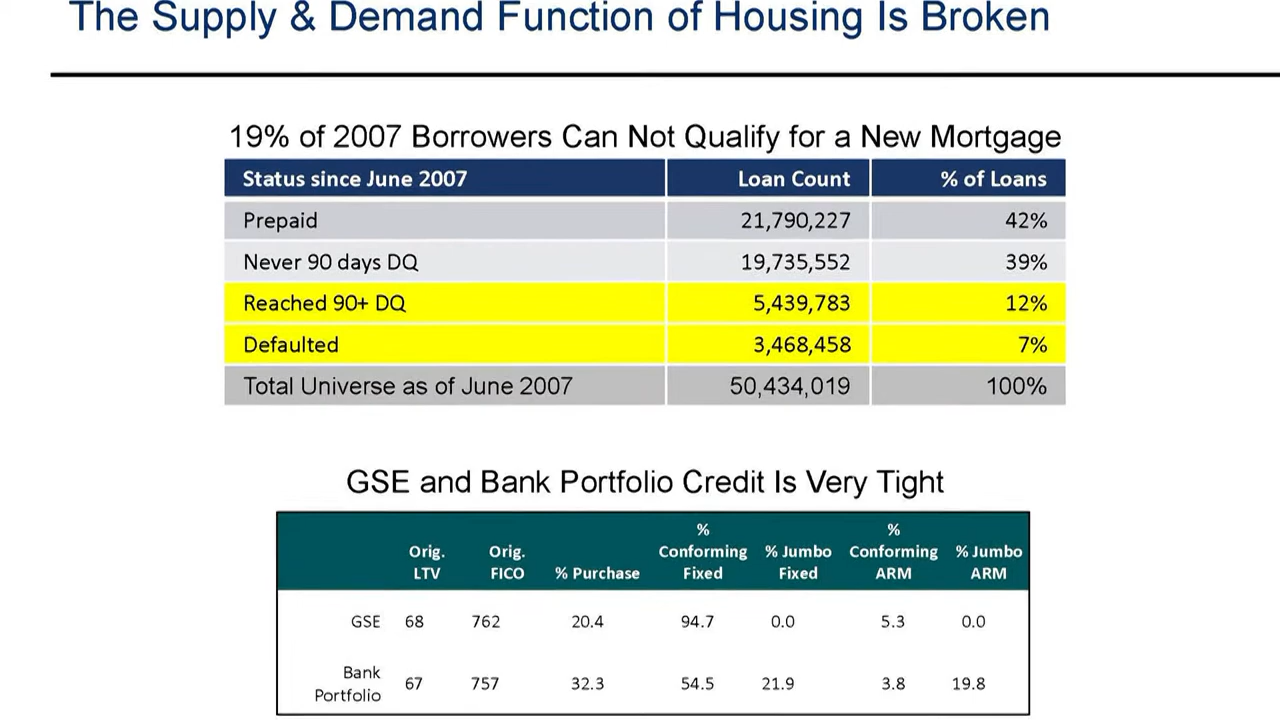 The Supply & Demand Function of Housing Is Broken
19% of 2007 Borrowers Can Not Qualify for a New Mortgage
Status since June 2007 Loan Count % of Loans
Prepaid 21,790,227 42%
Never 90 days DQ 19,735,552 39%
Reached 90+ DQ 5,439,783 12%
Defaulted 3,468,458 7%
Total Universe as of June 2007 50,434,019 100%
GSE and Bank Portfolio Credit Is Very Tight
Orig. LTV Orig. FICO % Purchase % Conforming Fixed % Jumbo Fixed % Conforming ARM % Jumbo ARM
GSE 68 762 20.4 94.7 0.0 5.3 0.0
Bank Portfolio 67 757 32.3 54.5 21.9 3.8 19.8